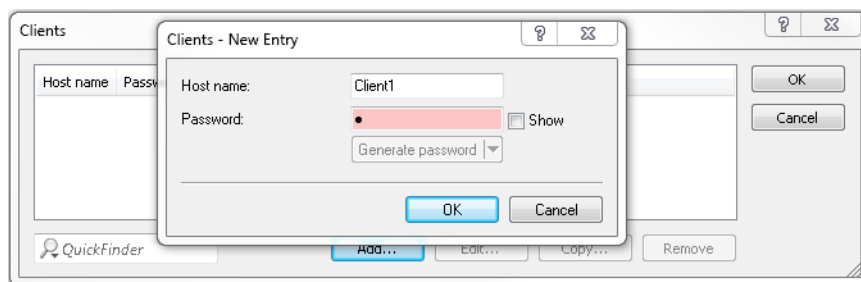 Clients
Clients - New Entry
Host name:
Client1
Password:
●
Show
Generate password
OK
Cancel
Host name
OK
Cancel
QuickFinder
Add...
Edit...
Copy...
Remove